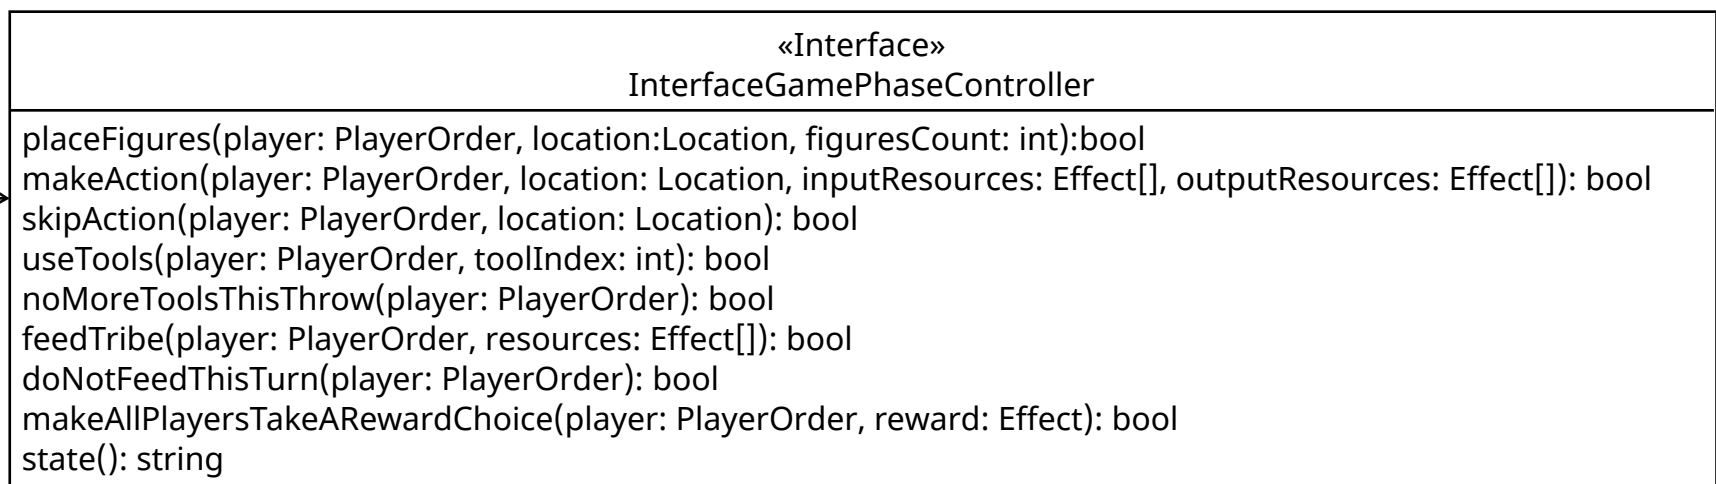 «Interface»
InterfaceGamePhaseController
placeFigures(player: PlayerOrder, location:Location, figuresCount: int):bool
makeAction(player: PlayerOrder, location: Location, inputResources: Effect[], outputResources: Effect[]): bool
skipAction(player: PlayerOrder, location: Location): bool
useTools(player: PlayerOrder, toolIndex: int): bool
noMoreToolsThisThrow(player: PlayerOrder): bool
feedTribe(player: PlayerOrder, resources: Effect[]): bool
doNotFeedThisTurn(player: PlayerOrder): bool
makeAllPlayersTakeARewardChoice(player: PlayerOrder, reward: Effect): bool
state(): string